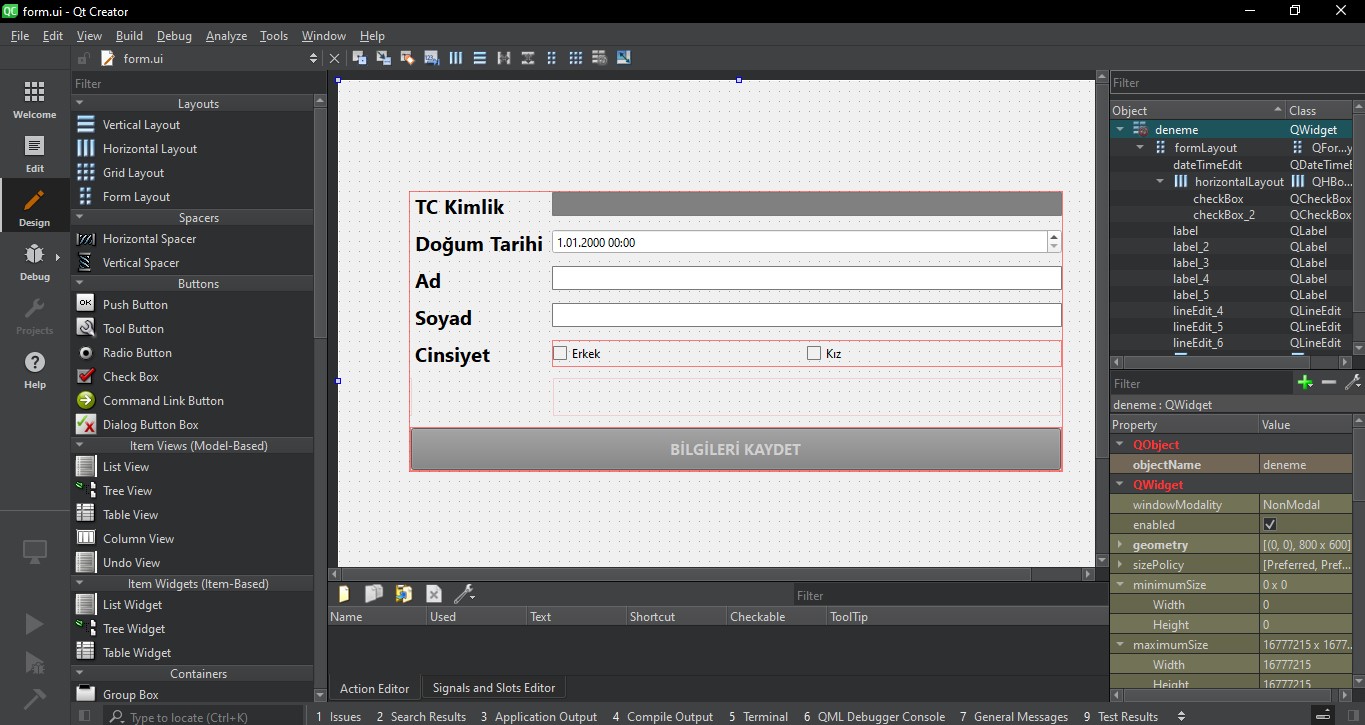 form.ui - Qt Creator
File Edit View Build Debug Analyze Tools Window Help
form.ui
Welcome
Edit
Design
Debug
Projects
Help
Filter
Layouts
Vertical Layout
Horizontal Layout
Grid Layout
Form Layout
Spacers
Horizontal Spacer
Vertical Spacer
Buttons
OK Push Button
Tool Button
Radio Button
Check Box
Command Link Button
Dialog Button Box
Item Views (Model-Based)
List View
Tree View
Table View
Column View
Undo View
Item Widgets (Item-Based)
List Widget
Tree Widget
Table Widget
Containers
Group Box
TC Kimlik
Doğum Tarihi 1.01.2000 00:00
Ad
Soyad
Cinsiyet Erkek Kız
BİLGİLERİ KAYDET
Filter
Name Used Text Shortcut Checkable ToolTip
Action Editor Signals and Slots Editor
Filter
Object Class
deneme QWidget
formLayout QFor...y
dateTimeEdit QDateTimeE
horizontalLayout QHBo...
checkBox QCheckBox
checkBox_2 QCheckBox
label QLabel
label_2 QLabel
label_3 QLabel
label_4 QLabel
label_5 QLabel
lineEdit_4 QLineEdit
lineEdit_5 QLineEdit
lineEdit_6 QLineEdit
Filter
deneme : QWidget
Property Value
QObject
objectName deneme
QWidget
windowModality NonModal
enabled
geometry [(0, 0), 800 x 600]
sizePolicy [Preferred, Pref...
minimumSize 0 x 0
Width 0
Height 0
maximumSize 16777215 x 1677...
Width 16777215
Height 16777215
Type to locate (Ctrl+K) 1 Issues 2 Search Results 3 Application Output 4 Compile Output 5 Terminal 6 QML Debugger Console 7 General Messages 9 Test Results